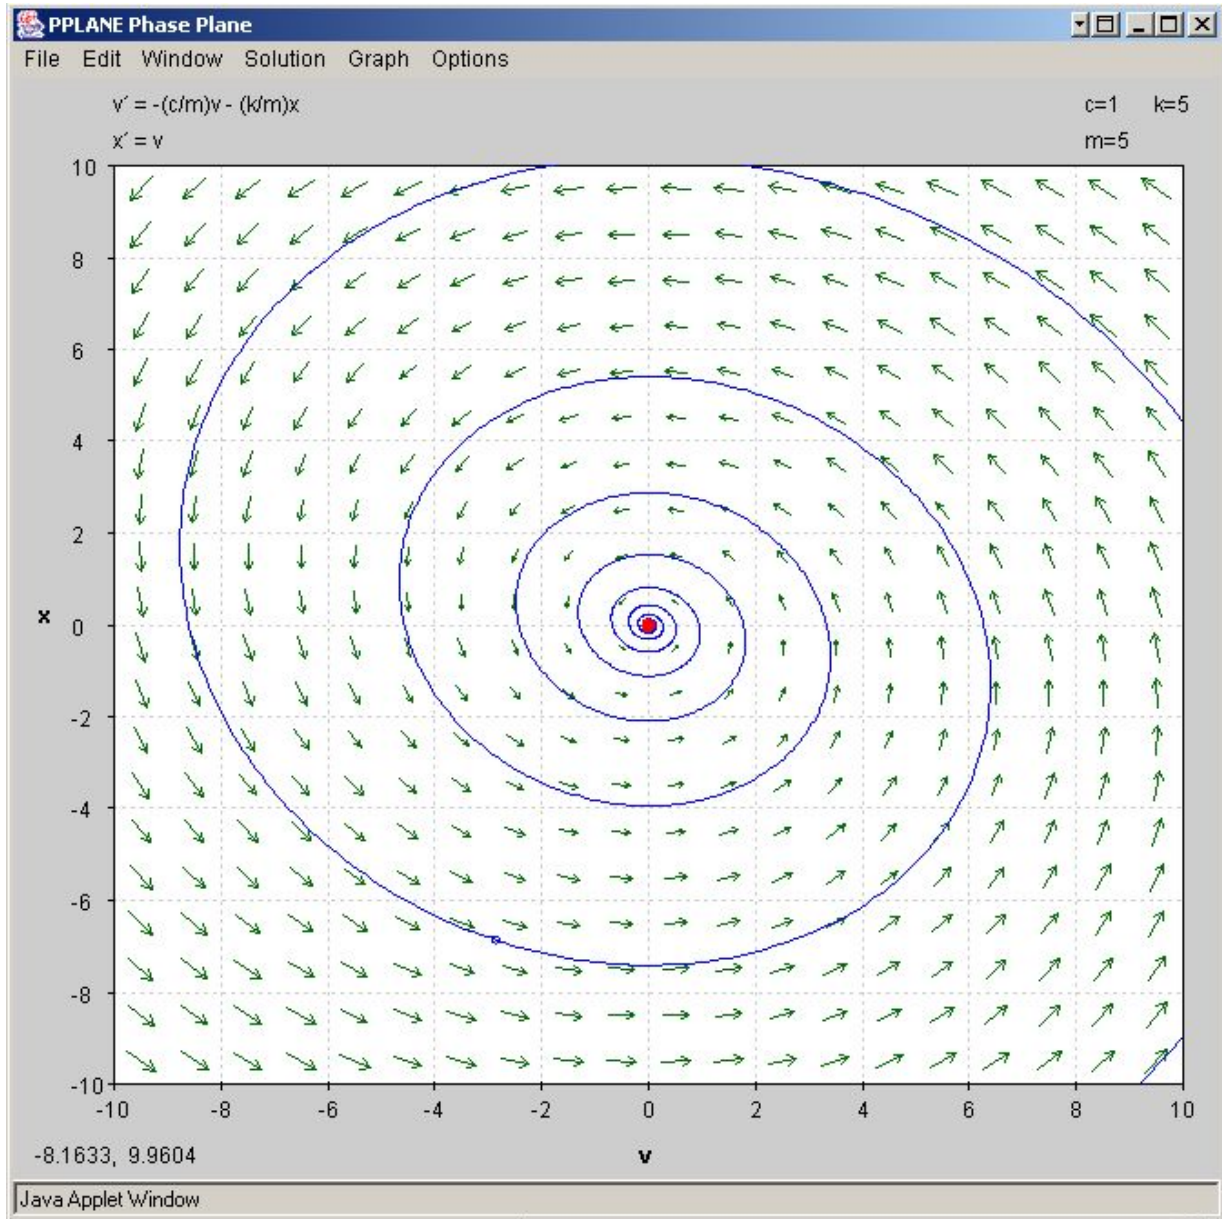 PPLANE Phase Plane
File Edit Window Solution Graph Options
v´ = -(c/m)v - (k/m)x
c=1 k=5
x´ = v
m=5
10
8
6
4
2
x
0
-2
-4
-6
-8
-10
-10 -8 -6 -4 -2 0 2 4 6 8 10
-8.1633, 9.9604
v
Java Applet Window